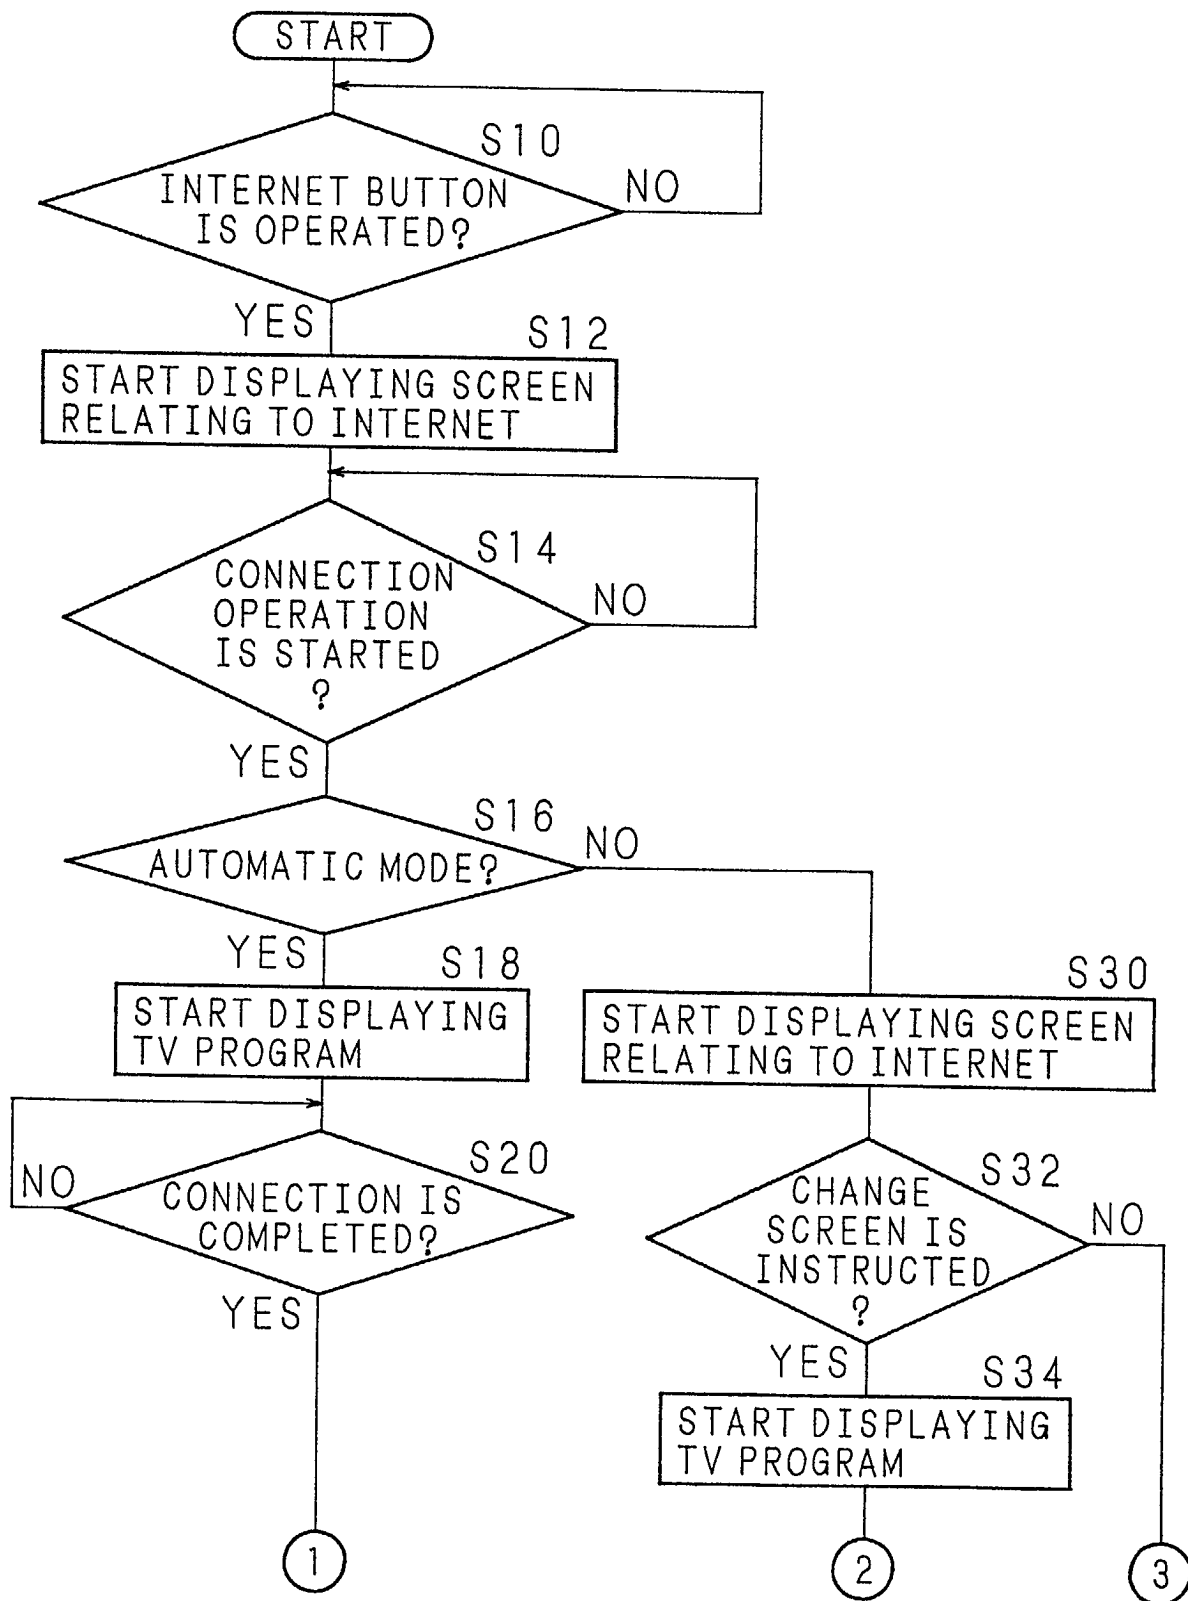 START
S10
INTERNET BUTTON
IS OPERATED?
NO
YES
S12
START DISPLAYING SCREEN
RELATING TO INTERNET
S14
CONNECTION
OPERATION
IS STARTED
?
NO
YES
S16
AUTOMATIC MODE?
NO
YES
S18
START DISPLAYING
TV PROGRAM
S20
CONNECTION IS
COMPLETED?
NO
YES
1
S30
START DISPLAYING SCREEN
RELATING TO INTERNET
S32
CHANGE
SCREEN IS
INSTRUCTED
?
NO
YES
S34
START DISPLAYING
TV PROGRAM
2
3